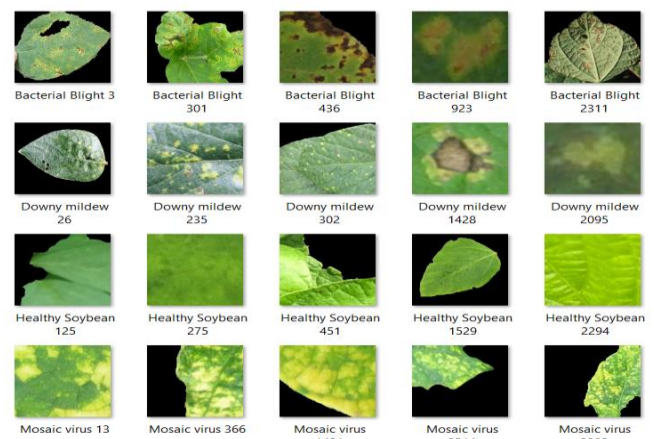 Bacterial Blight 3
Bacterial Blight
301
Bacterial Blight
436
Bacterial Blight
923
Bacterial Blight
2311
Downy mildew
26
Downy mildew
235
Downy mildew
302
Downy mildew
1428
Downy mildew
2095
Healthy Soybean
125
Healthy Soybean
275
Healthy Soybean
451
Healthy Soybean
1529
Healthy Soybean
2294
Mosaic virus 13
Mosaic virus 366
Mosaic virus
Mosaic virus
Mosaic virus